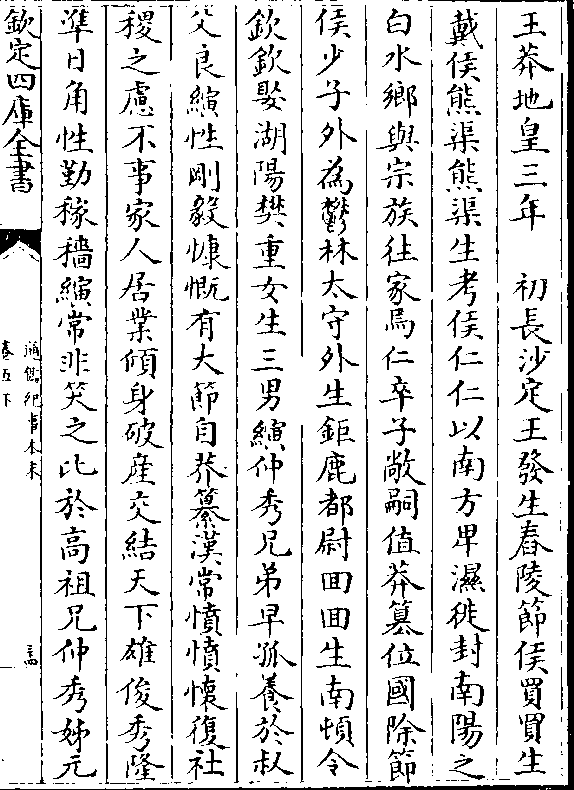 王莽地皇三年　初長沙定王發生舂陵節侯買買生
戴侯熊渠熊渠生考侯仁仁以南方卑濕徙封南陽之
白水鄉與宗族徃家焉仁卒子敞嗣值莽簒位國除節
侯少子外為鬱林太守外生鉅鹿都尉回回生南頓令
欽欽娶湖陽樊重女生三男縯仲秀兄弟早孤養於叔
父良縯性剛毅慷慨有大節自莽簒漢常憤憤懷復社
稷之慮不事家人居業傾身破產交結天下雄俊秀隆
凖日角性勤稼穡縯常非笑之比於高祖兄仲秀姊元
欽定四庫全書
通鑑紀事本末
卷五下